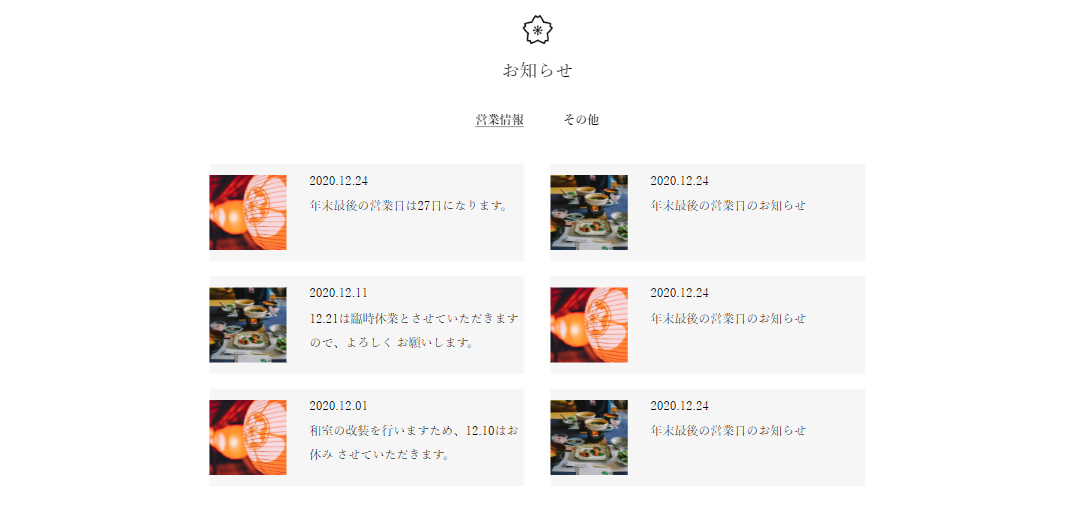 お知らせ
営業情報 その他
2020.12.24
年末最後の営業日は27日になります。
2020.12.24
年末最後の営業日のお知らせ
2020.12.11
12.21は臨時休業とさせていただきます
ので、よろしく お願いします。
2020.12.24
年末最後の営業日のお知らせ
2020.12.01
和室の改装を行いますため、12.10はお
休み させていただきます。
2020.12.24
年末最後の営業日のお知らせ